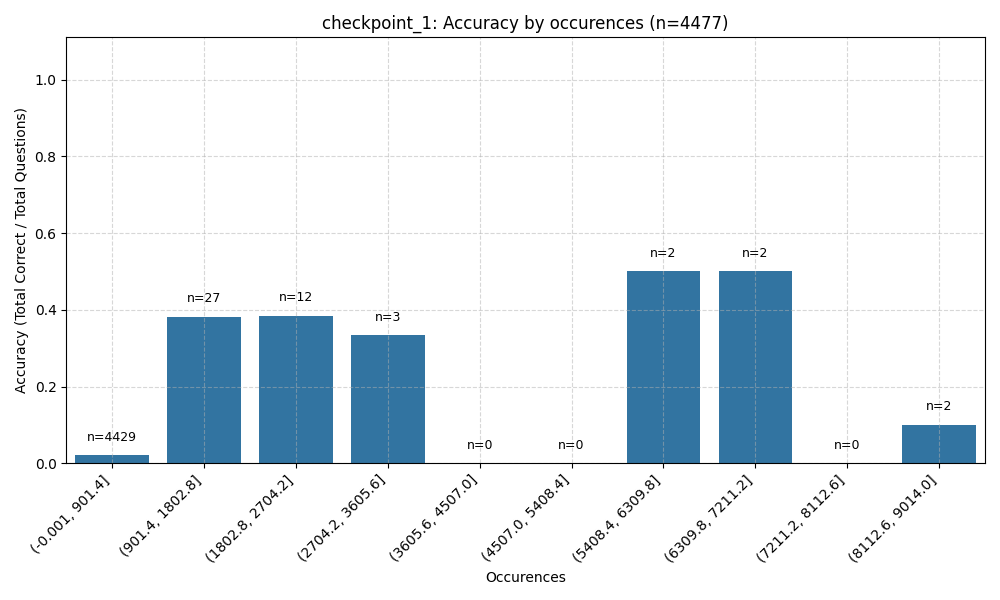 checkpoint_1: Accuracy by occurences (n=4477)
Accuracy (Total Correct / Total Questions)
1.0
0.8
0.6
0.4
0.2
0.0
n=4429
n=27
n=12
n=3
n=0
n=0
n=2
n=2
n=0
n=2
(-0.001, 901.4]
(901.4, 1802.8]
(1802.8, 2704.2]
(2704.2, 3605.6]
(3605.6, 4507.0]
(4507.0, 5408.4]
(5408.4, 6309.8]
(6309.8, 7211.2]
(7211.2, 8112.6]
(8112.6, 9014.0]
Occurences